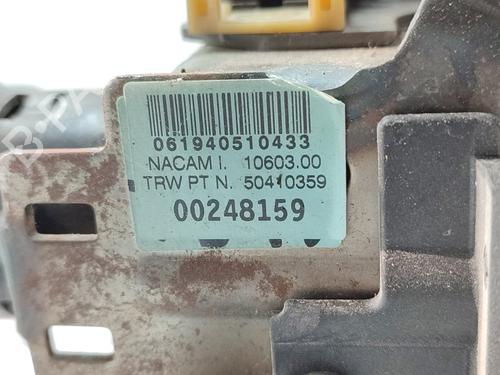 061940510433
NACAM I. 10603.00
TRW PT N. 50410359
00248159